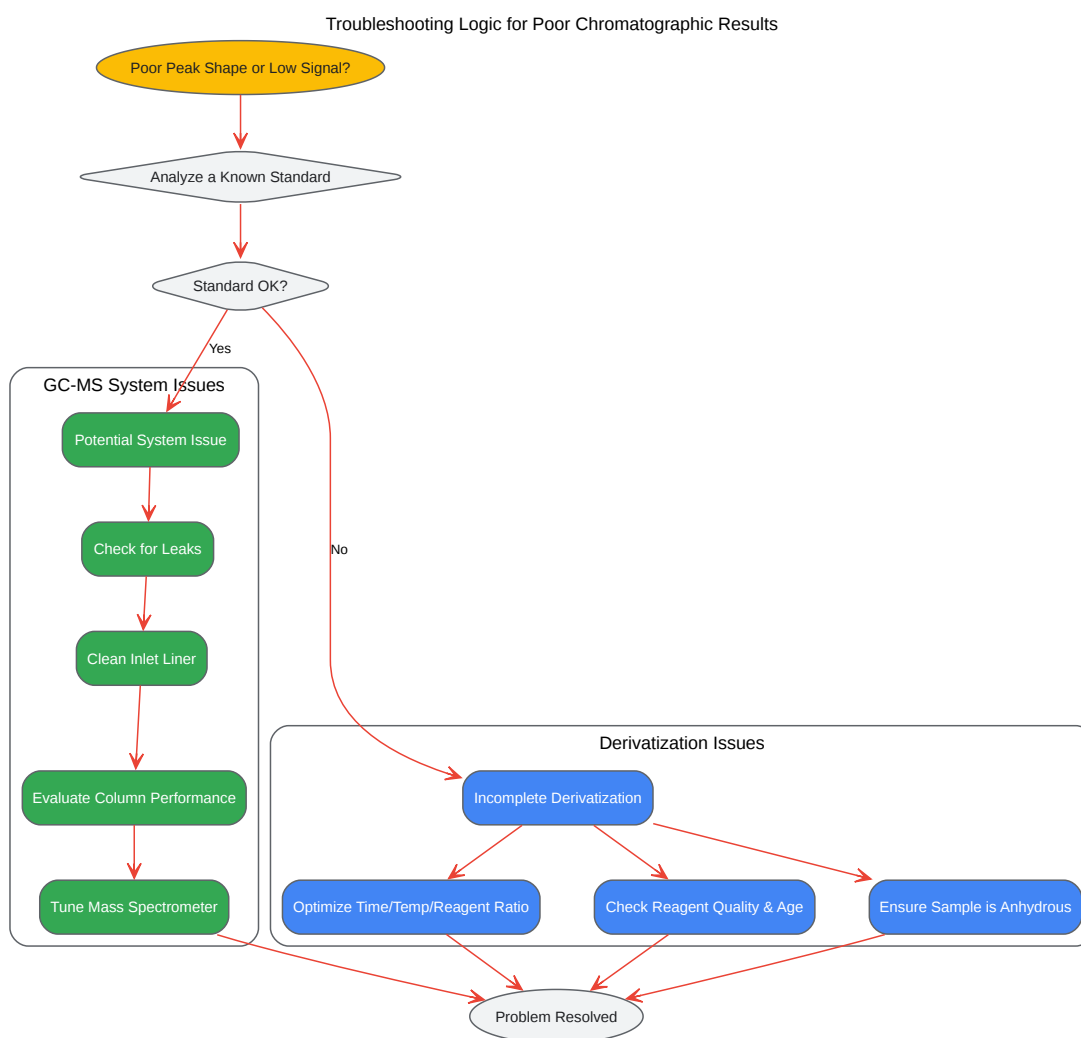 Troubleshooting Logic for Poor Chromatographic Results
Poor Peak Shape or Low Signal?
Analyze a Known Standard
Standard OK?
Yes
GC-MS System Issues
Potential System Issue
Check for Leaks
No
Clean Inlet Liner
Derivatization Issues
Evaluate Column Performance
Incomplete Derivatization
Tune Mass Spectrometer
Optimize Time/Temp/Reagent Ratio
Check Reagent Quality & Age
Ensure Sample is Anhydrous
Problem Resolved